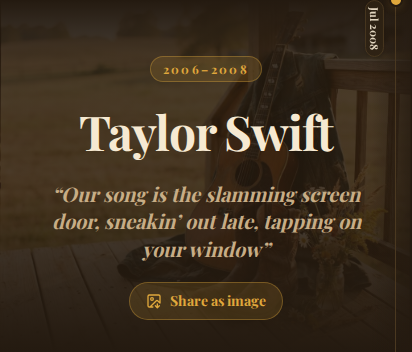 Jul 2008
2006–2008
Taylor Swift
“Our song is the slamming screen
door, sneakin’ out late, tapping on
your window”
Share as image